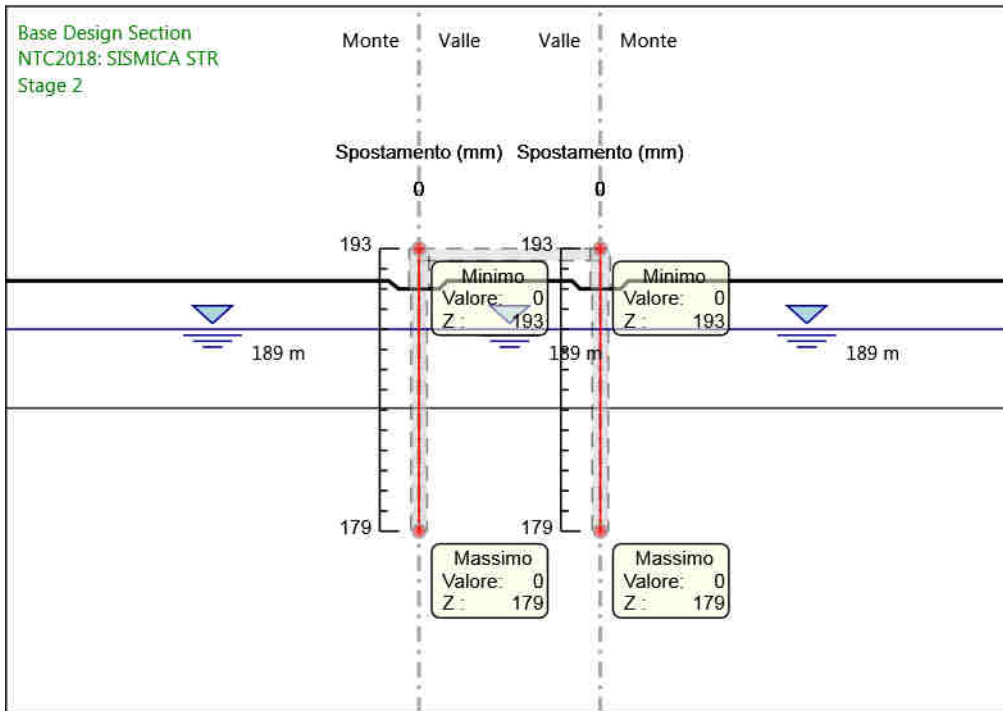 Base Design Section
NTC2018: SISMICA STR
Stage 2
Monte
Valle
Valle
Monte
Spostamento (mm)
Spostamento (mm)
0
0
193
193
Minimo
Valore: 0
Z : 193
Minimo
Valore: 0
Z : 193
189 m
189 m
189 m
179
179
Massimo
Valore: 0
Z : 179
Massimo
Valore: 0
Z : 179